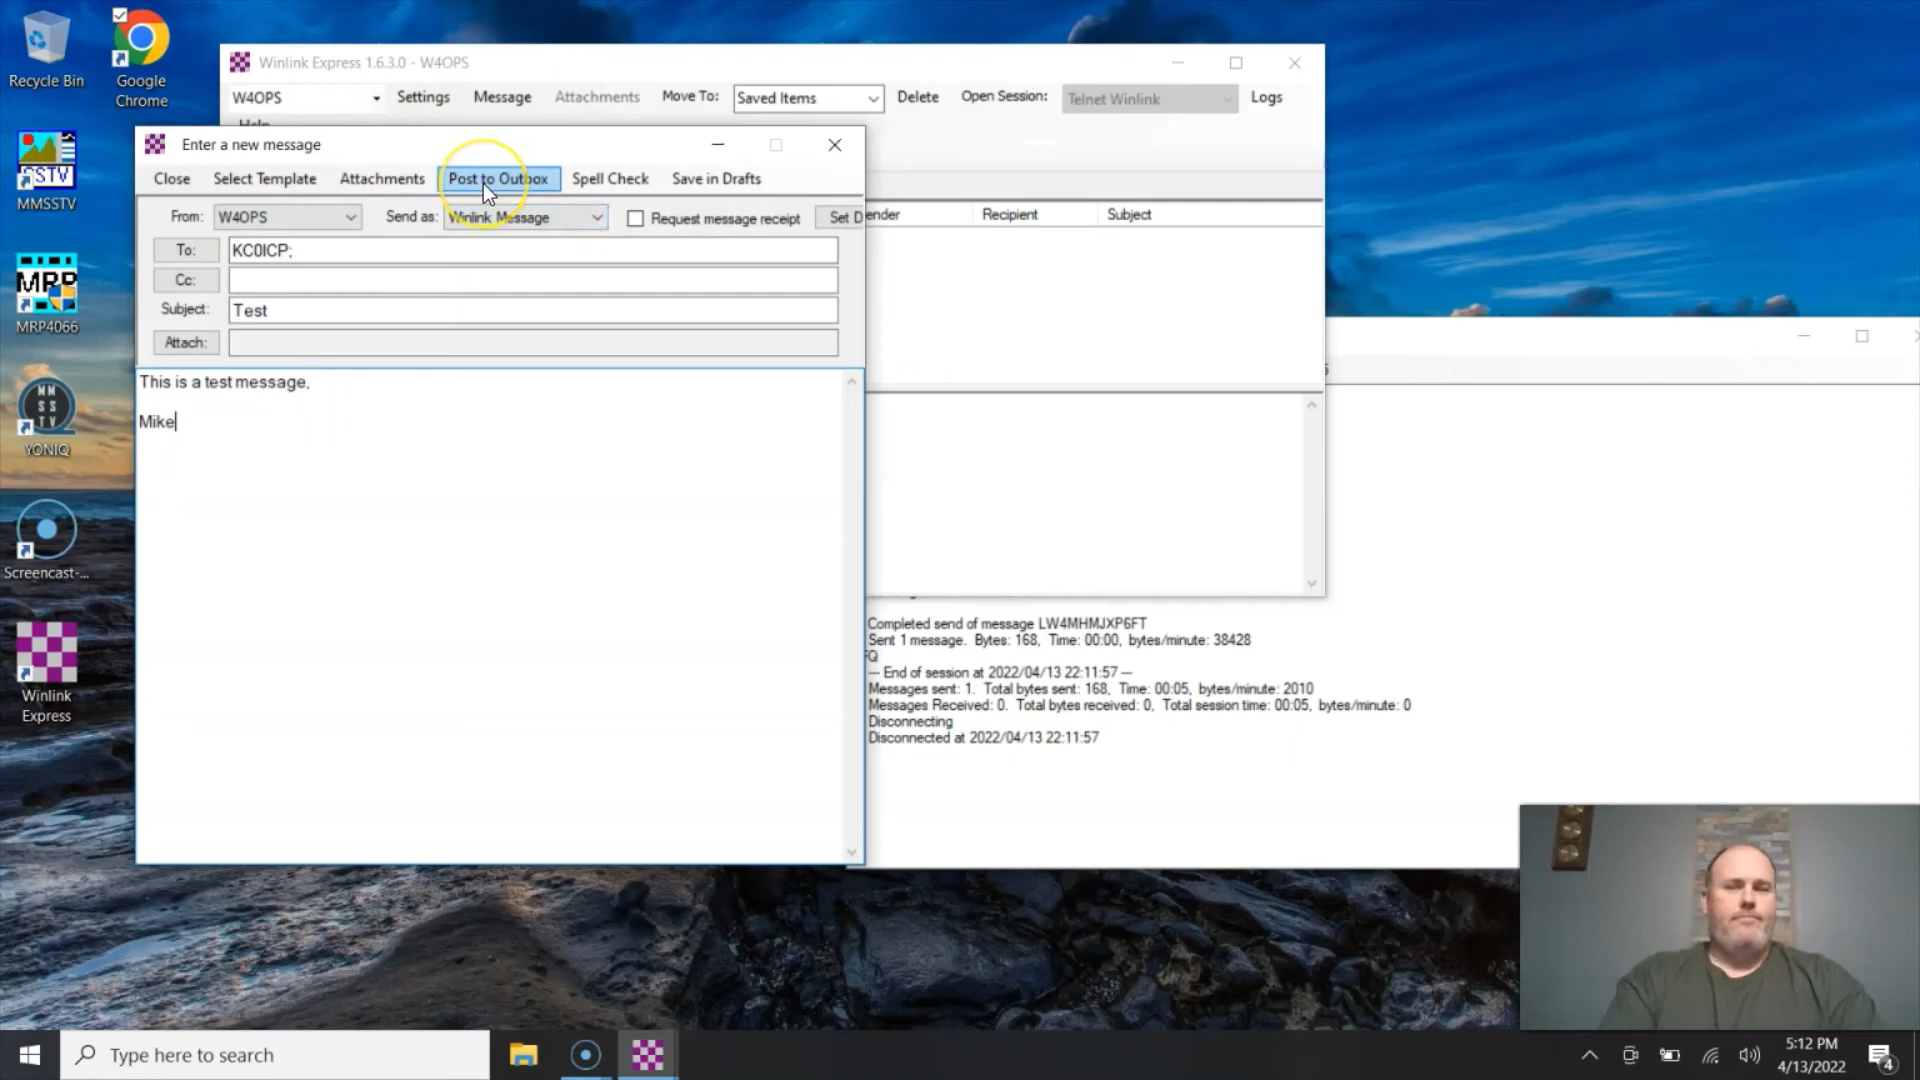 Recycle Bin
Google
Chrome
MMSSTV
MRP
MRP4066
MM
SS
TV
YONIQ
Screencast-...
Winlink
Express
Winlink Express 1.6.3.0 - W4OPS
W4OPS
Settings
Message
Attachments
Move To:
Saved Items
Delete
Open Session:
Telnet Winlink
Logs
Enter a new message
Close
Select Template
Attachments
Post to Outbox
Spell Check
Save in Drafts
From:
W4OPS
Send as:
Winlink Message
Request message receipt
Set D
ender
Recipient
Subject
To:
KC0ICP;
Cc:
Subject:
Test
Attach:
This is a test message,
Mike
Completed send of message LW4MHMJXP6FT
Sent 1 message.  Bytes: 168,  Time: 00:00,  bytes/minute: 38428
FQ
--- End of session at 2022/04/13 22:11:57 ---
Messages sent: 1.  Total bytes sent: 168,  Time: 00:05,  bytes/minute: 2010
Messages Received: 0.  Total bytes received: 0,  Total session time: 00:05,  bytes/minute: 0
Disconnecting
Disconnected at 2022/04/13 22:11:57
Type here to search
5:12 PM
4/13/2022
4